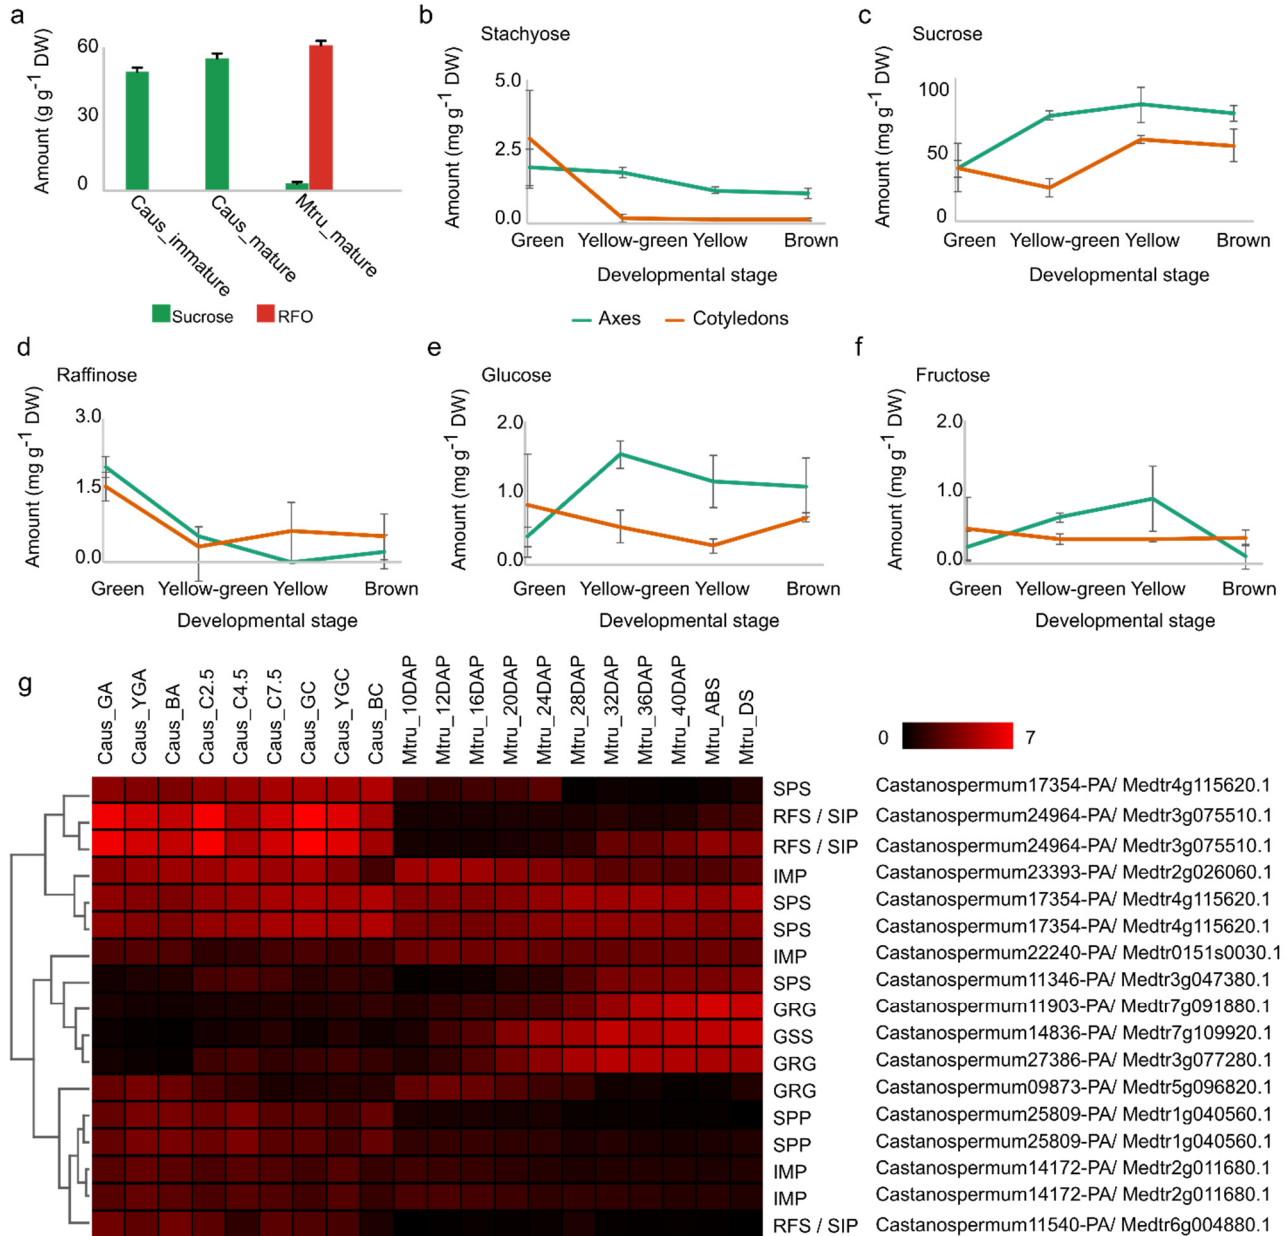 a
Amount (g g⁻¹ DW)
60
30
0
Caus_immature
Caus_mature
Mtru_mature
Sucrose
RFO
b
Stachyose
Amount (mg g⁻¹ DW)
5.0
2.5
0.0
Green Yellow-green Yellow Brown
Developmental stage
c
Sucrose
Amount (mg g⁻¹ DW)
100
50
0
Green Yellow-green Yellow Brown
Developmental stage
Axes Cotyledons
d
Raffinose
Amount (mg g⁻¹ DW)
3.0
1.5
0.0
Green Yellow-green Yellow Brown
Developmental stage
e
Glucose
Amount (mg g⁻¹ DW)
2.0
1.0
0.0
Green Yellow-green Yellow Brown
Developmental stage
f
Fructose
Amount (mg g⁻¹ DW)
2.0
1.0
0.0
Green Yellow-green Yellow Brown
Developmental stage
g
Caus_GA
Caus_YGA
Caus_BA
Caus_C2.5
Caus_C4.5
Caus_C7.5
Caus_GC
Caus_YGC
Caus_BC
Mtru_10DAP
Mtru_12DAP
Mtru_16DAP
Mtru_20DAP
Mtru_24DAP
Mtru_28DAP
Mtru_32DAP
Mtru_36DAP
Mtru_40DAP
Mtru_ABS
Mtru_DS
0 7
SPS Castanospermum17354-PA/ Medtr4g115620.1
RFS / SIP Castanospermum24964-PA/ Medtr3g075510.1
RFS / SIP Castanospermum24964-PA/ Medtr3g075510.1
IMP Castanospermum23393-PA/ Medtr2g026060.1
SPS Castanospermum17354-PA/ Medtr4g115620.1
SPS Castanospermum17354-PA/ Medtr4g115620.1
IMP Castanospermum22240-PA/ Medtr0151s0030.1
SPS Castanospermum11346-PA/ Medtr3g047380.1
GRG Castanospermum11903-PA/ Medtr7g091880.1
GSS Castanospermum14836-PA/ Medtr7g109920.1
GRG Castanospermum27386-PA/ Medtr3g077280.1
GRG Castanospermum09873-PA/ Medtr5g096820.1
SPP Castanospermum25809-PA/ Medtr1g040560.1
SPP Castanospermum25809-PA/ Medtr1g040560.1
IMP Castanospermum14172-PA/ Medtr2g011680.1
IMP Castanospermum14172-PA/ Medtr2g011680.1
RFS / SIP Castanospermum11540-PA/ Medtr6g004880.1